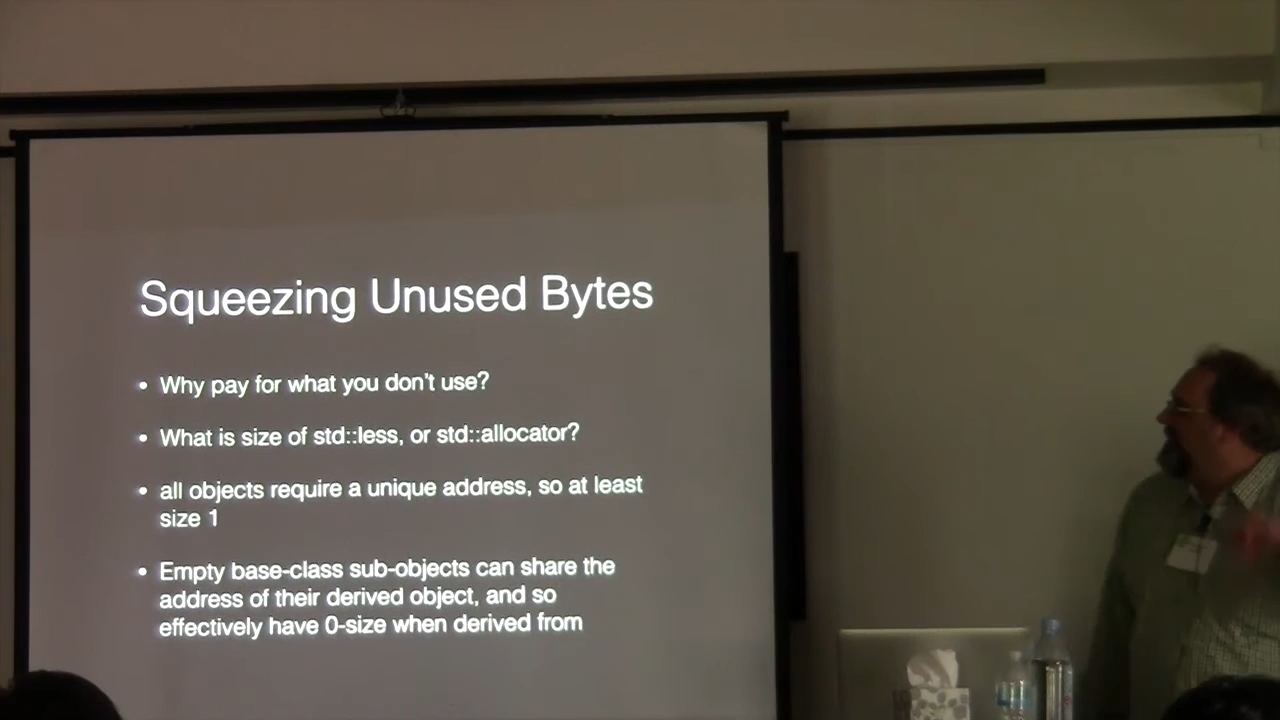 Squeezing Unused Bytes
• Why pay for what you don't use?
• What is size of std::less, or std::allocator?
• all objects require a unique address, so at least
size 1
• Empty base-class sub-objects can share the
address of their derived object, and so
effectively have 0-size when derived from